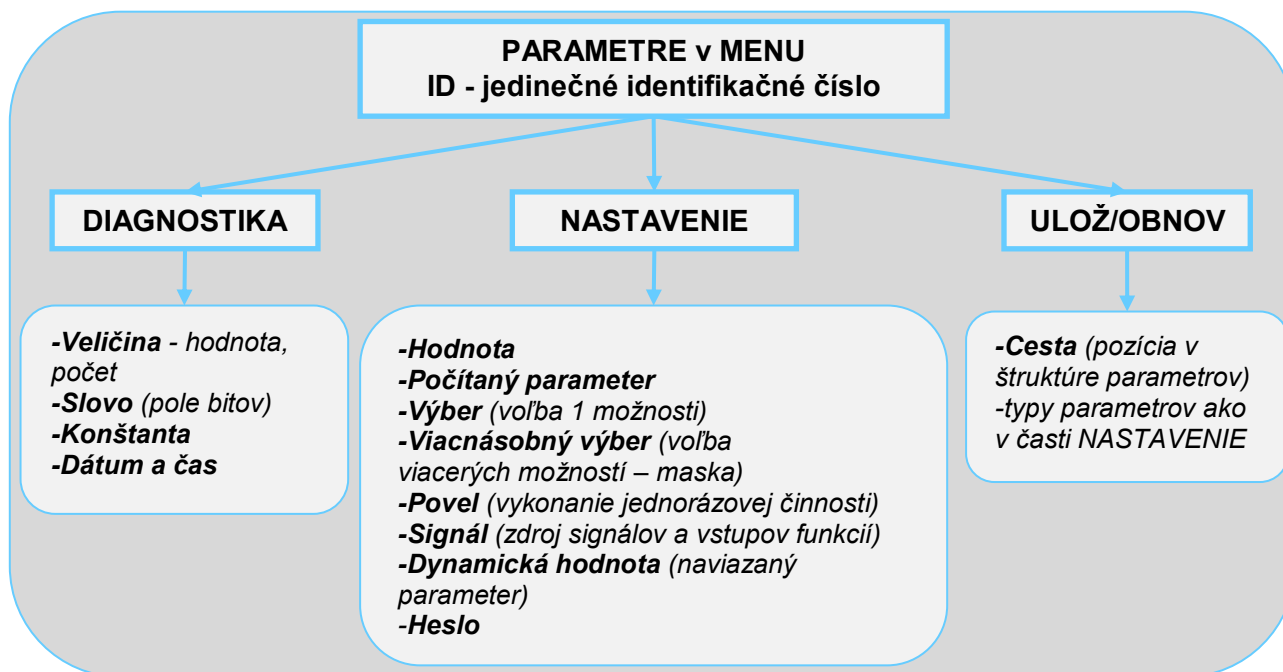 PARAMETRE v MENU
ID - jedinečné identifikačné číslo
DIAGNOSTIKA
NASTAVENIE
ULOŽ/OBNOV
-Veličina - hodnota,
počet
-Slovo (pole bitov)
-Konštanta
-Dátum a čas
-Hodnota
-Počítaný parameter
-Výber (voľba 1 možnosti)
-Viacnásobný výber (voľba
viacerých možností – maska)
-Povel (vykonanie jednorázovej činnosti)
-Signál (zdroj signálov a vstupov funkcií)
-Dynamická hodnota (naviazaný
parameter)
-Heslo
-Cesta (pozícia v
štruktúre parametrov)
-typy parametrov ako
v časti NASTAVENIE